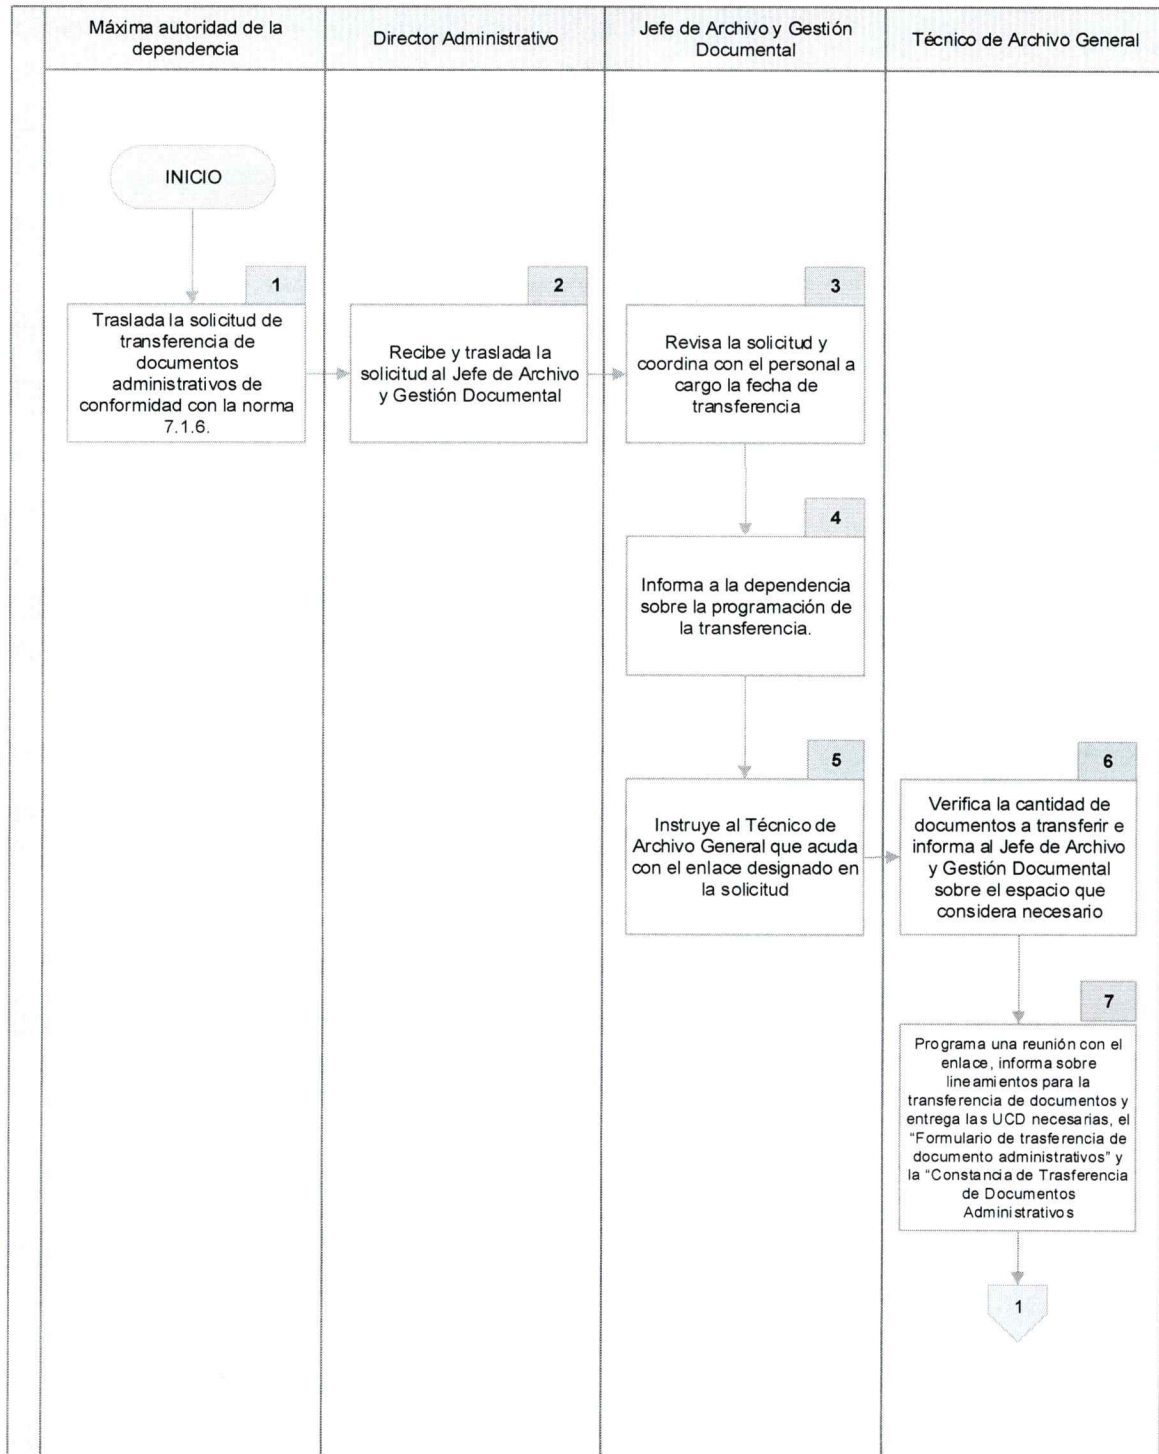 Máxima autoridad de la
dependencia
Director Administrativo
Jefe de Archivo y Gestión
Documental
Técnico de Archivo General
INICIO
1
Traslada la solicitud de
transferencia de
documentos
administrativos de
conformidad con la norma
7.1.6.
2
Recibe y traslada la
solicitud al Jefe de Archivo
y Gestión Documental
3
Revisa la solicitud y
coordina con el personal a
cargo la fecha de
transferencia
4
Informa a la dependencia
sobre la programación de
la transferencia.
5
Instruye al Técnico de
Archivo General que acuda
con el enlace designado en
la solicitud
6
Verifica la cantidad de
documentos a transferir e
informa al Jefe de Archivo
y Gestión Documental
sobre el espacio que
considera necesario
7
Programa una reunión con el
enlace, informa sobre
lineamientos para la
transferencia de documentos y
entrega las UCD necesarias, el
“Formulario de trasferencia de
documento administrativos” y
la “Constancia de Trasferencia
de Documentos
Administrativos
1